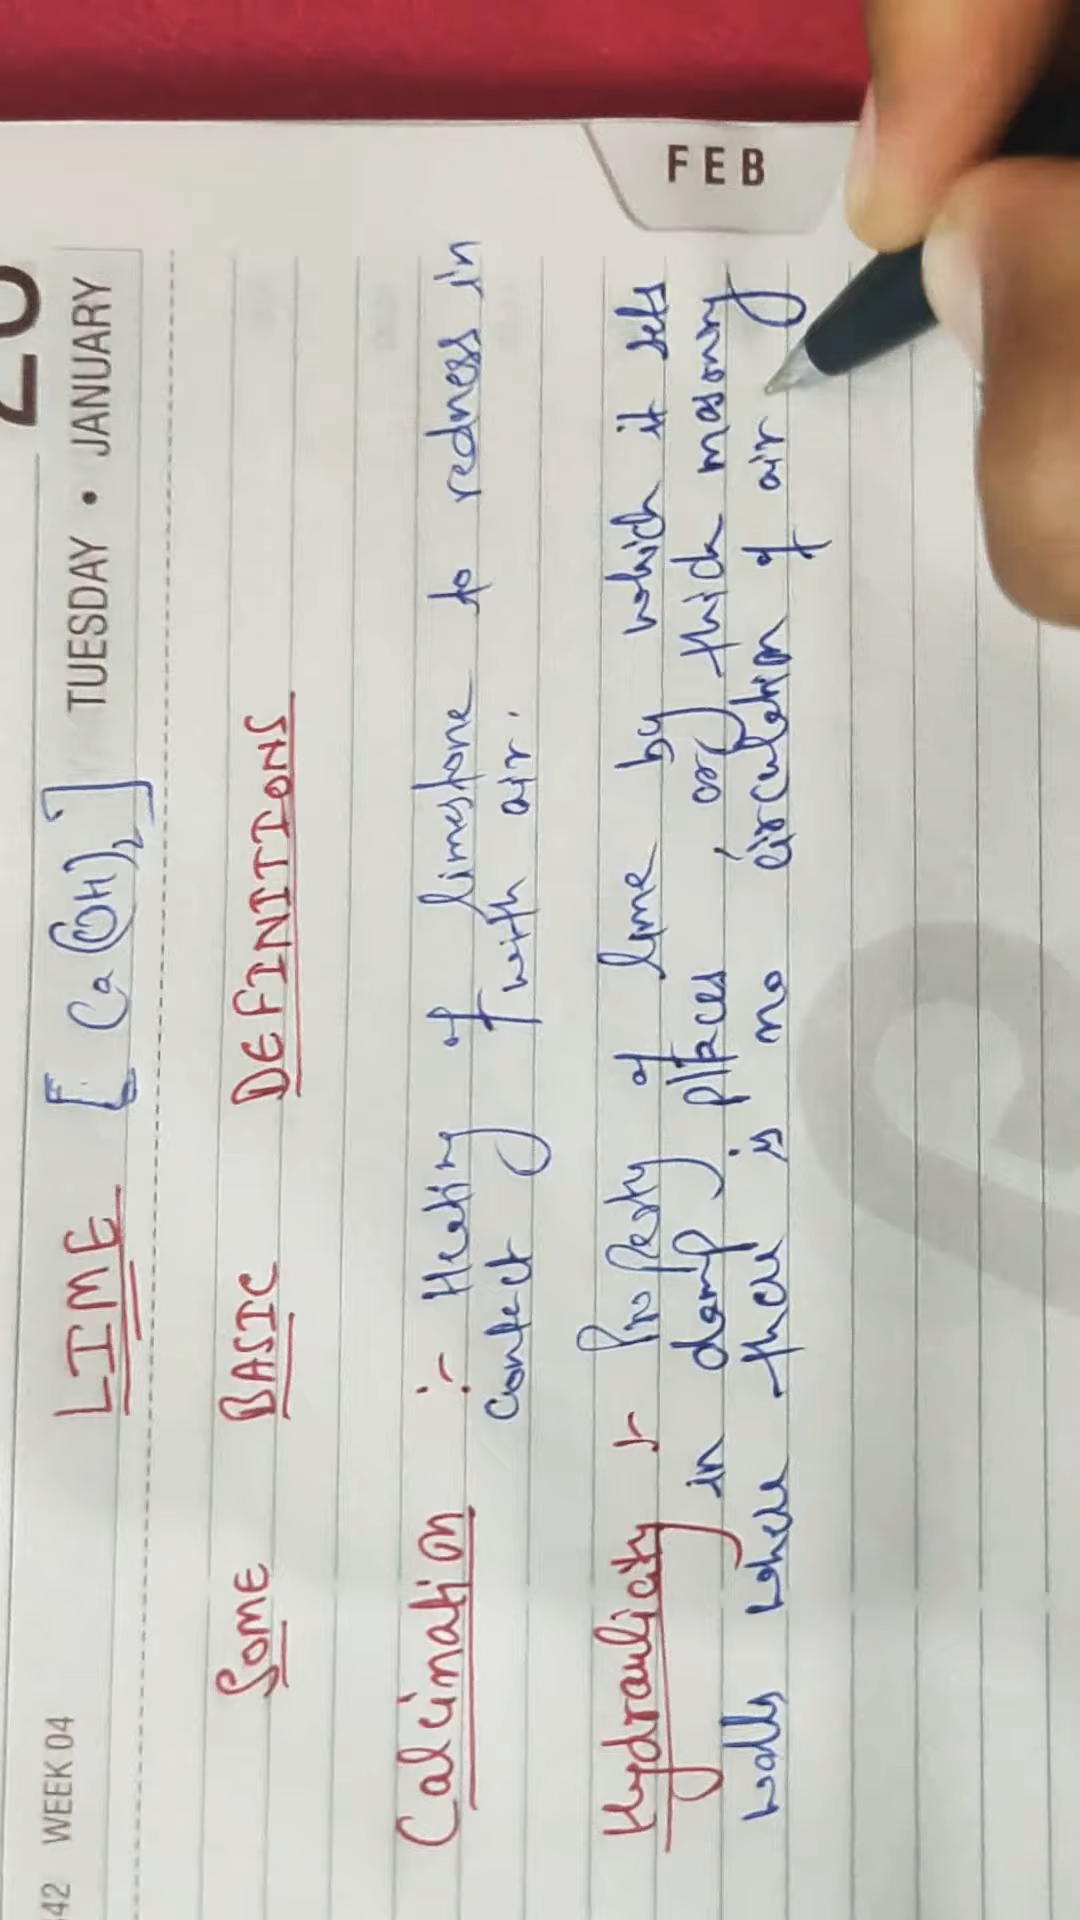 FEB
WEEK 04 TUESDAY • JANUARY
LIME [Ca(OH)2]
SOME BASIC DEFINITIONS
Calcination :- Heating of limestone to redness in
contact with air.
Hydraulicity :- Property of lime by which it sets
in damp places, or thick masonry
walls where there is no circulation of air